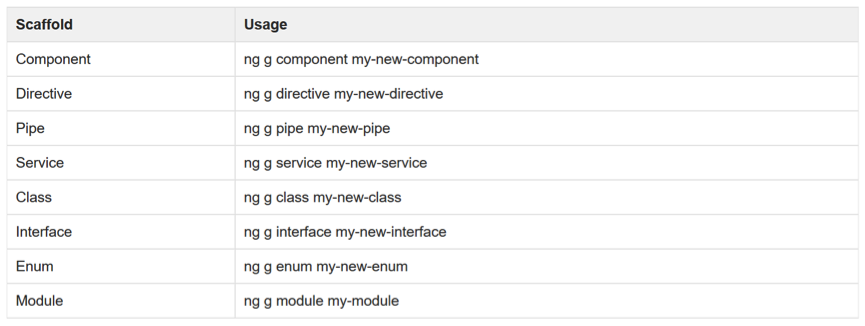 Scaffold Usage
Component ng g component my-new-component
Directive ng g directive my-new-directive
Pipe ng g pipe my-new-pipe
Service ng g service my-new-service
Class ng g class my-new-class
Interface ng g interface my-new-interface
Enum ng g enum my-new-enum
Module ng g module my-module